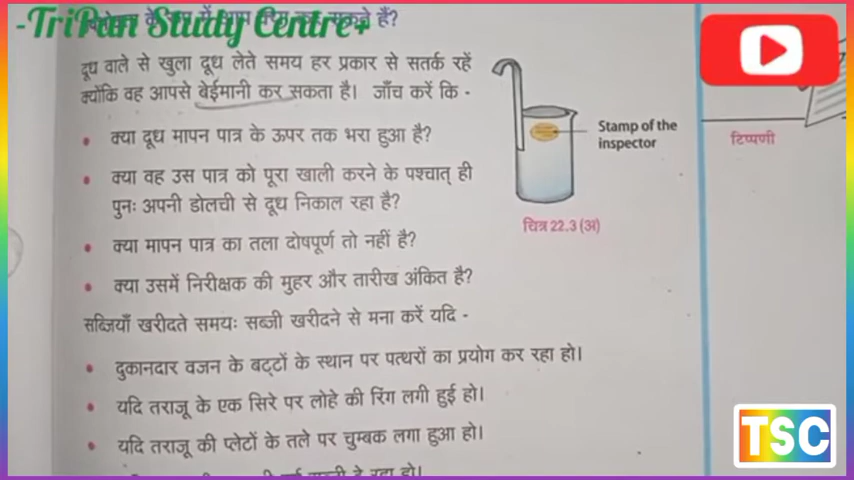 -TriPan Study Centre+
सकते हैं?
दूध वाले से खुला दूध लेते समय हर प्रकार से सतर्क रहें
क्योंकि वह आपसे बेईमानी कर सकता है। जाँच करें कि -
• क्या दूध मापन पात्र के ऊपर तक भरा हुआ है?
• क्या वह उस पात्र को पूरा खाली करने के पश्चात् ही
पुनः अपनी डोलची से दूध निकाल रहा है?
• क्या मापन पात्र का तला दोषपूर्ण तो नहीं है?
• क्या उसमें निरीक्षक की मुहर और तारीख अंकित है?
Stamp of the
inspector
चित्र 22.3 (अ)
टिप्पणी
सब्जियाँ खरीदते समयः सब्जी खरीदने से मना करें यदि -
• दुकानदार वजन के बट्टों के स्थान पर पत्थरों का प्रयोग कर रहा हो।
• यदि तराजू के एक सिरे पर लोहे की रिंग लगी हुई हो।
• यदि तराजू की प्लेटों के तले पर चुम्बक लगा हुआ हो।
रहा हो।
TSC